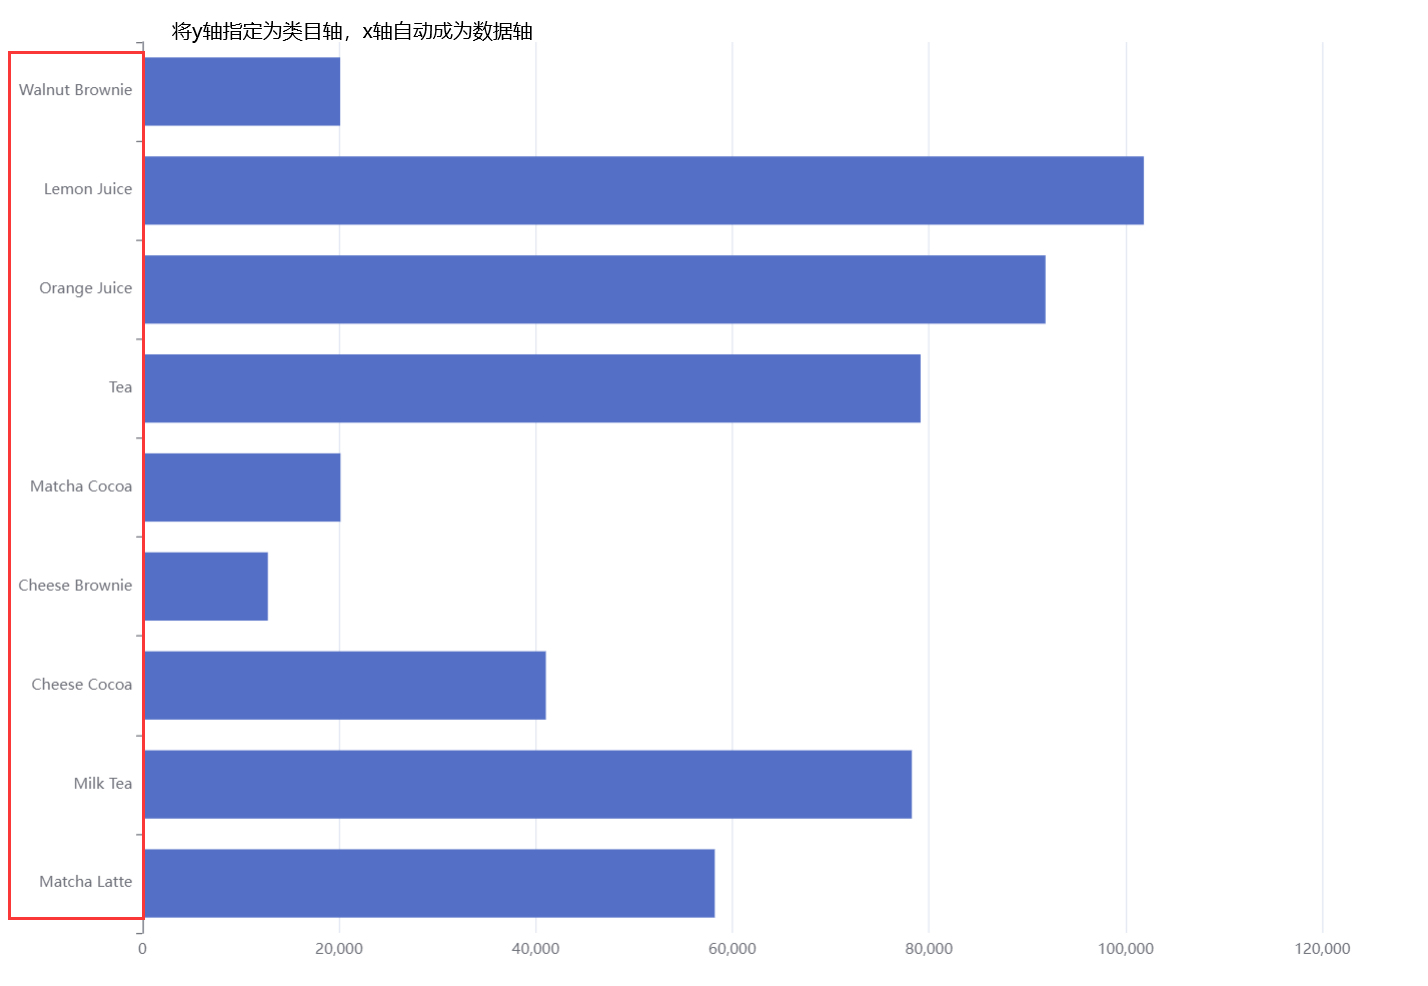 将y轴指定为类目轴，x轴自动成为数据轴
Walnut Brownie
Lemon Juice
Orange Juice
Tea
Matcha Cocoa
Cheese Brownie
Cheese Cocoa
Milk Tea
Matcha Latte
0 20,000 40,000 60,000 80,000 100,000 120,000